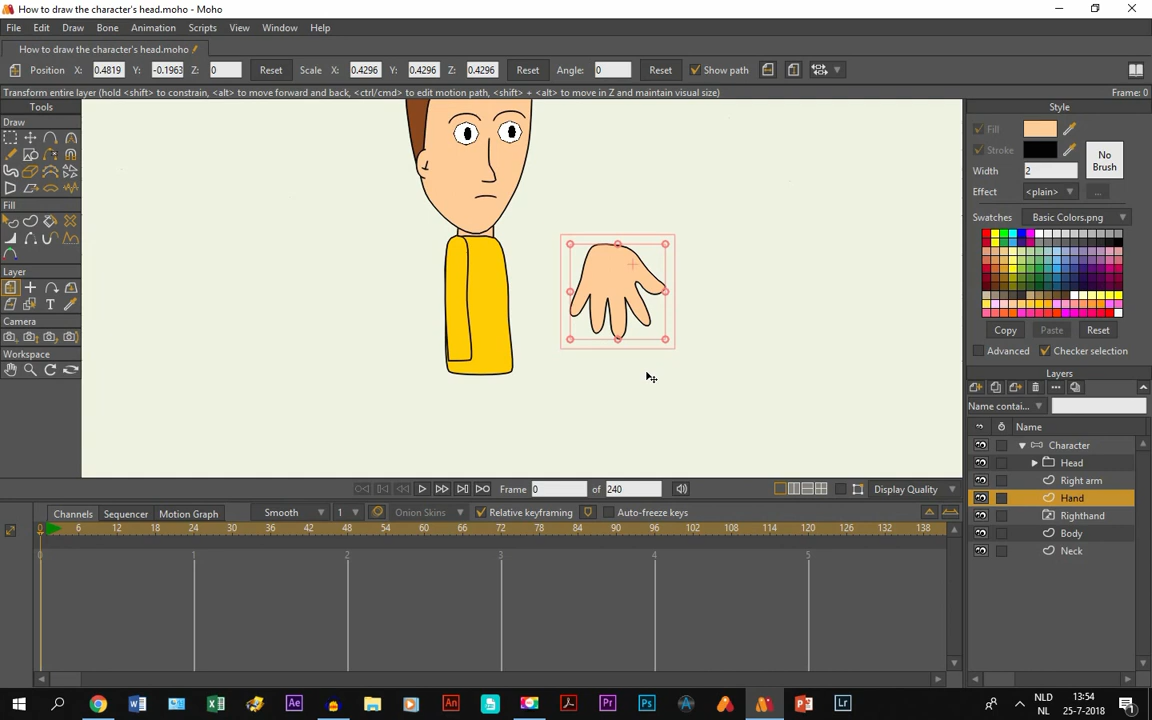 How to draw the character's head.moho - Moho
File Edit Draw Bone Animation Scripts View Window Help
How to draw the character's head.moho
Position X: 0.4819 Y: -0.1963 Z: 0 Reset Scale X: 0.4296 Y: 0.4296 Z: 0.4296 Reset Angle: 0 Reset Show path
Transform entire layer (hold <shift> to constrain, <alt> to move forward and back, <ctrl/cmd> to edit motion path, <shift> + <alt> to move in Z and maintain visual size) Frame: 0
Tools
Draw
Fill
Layer
Camera
Workspace
Style
Fill
Stroke
No
Brush
Width 2
Effect <plain> ...
Swatches Basic Colors.png
Copy Paste Reset
Advanced Checker selection
Layers
Name contai...
Name
Character
Head
Right arm
Hand
Righthand
Body
Neck
Frame 0 of 240 Display Quality
Channels Sequencer Motion Graph Smooth 1 Onion Skins Relative keyframing Auto-freeze keys
0 6 12 18 24 30 36 42 48 54 60 66 72 78 84 90 96 102 108 114 120 126 132 138
0 1 2 3 4 5
NLD 13:54
NL 25-7-2018